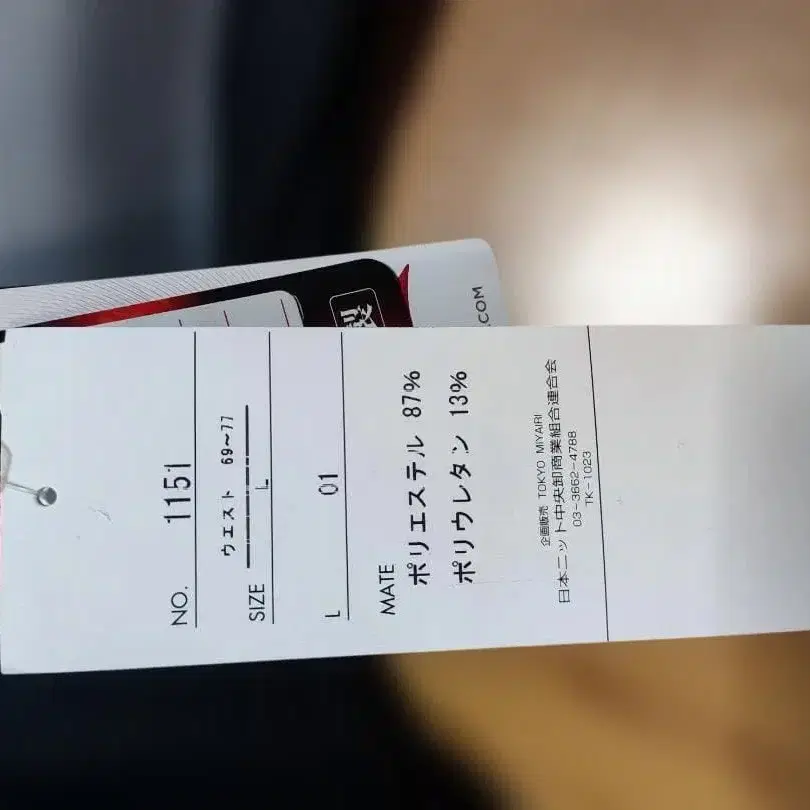 .COM
NO. 1151
ウエスト 69~77
SIZE L
L 01
MATE
ポリエステル 87%
ポリウレタン 13%
企画販売 TOKYO MIYAIRI
日本ニット中央卸商業組合連合会
03-3662-4788
TK-1023